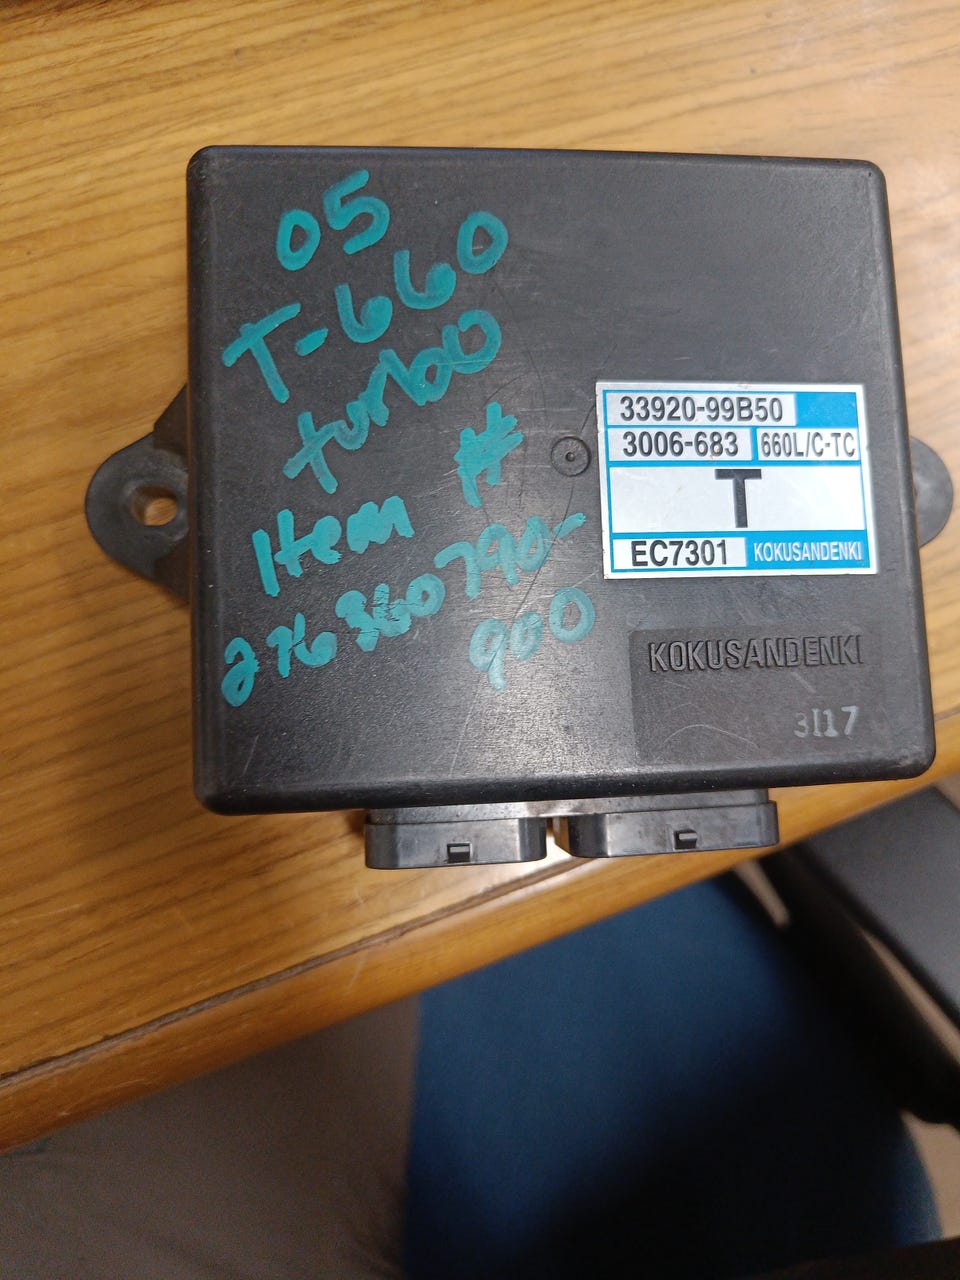 05
T-660
turbo
Item #
276360790-
900
33920-99B50
3006-683 660L/C-TC
T
EC7301 KOKUSANDENKI
KOKUSANDENKI
3I17